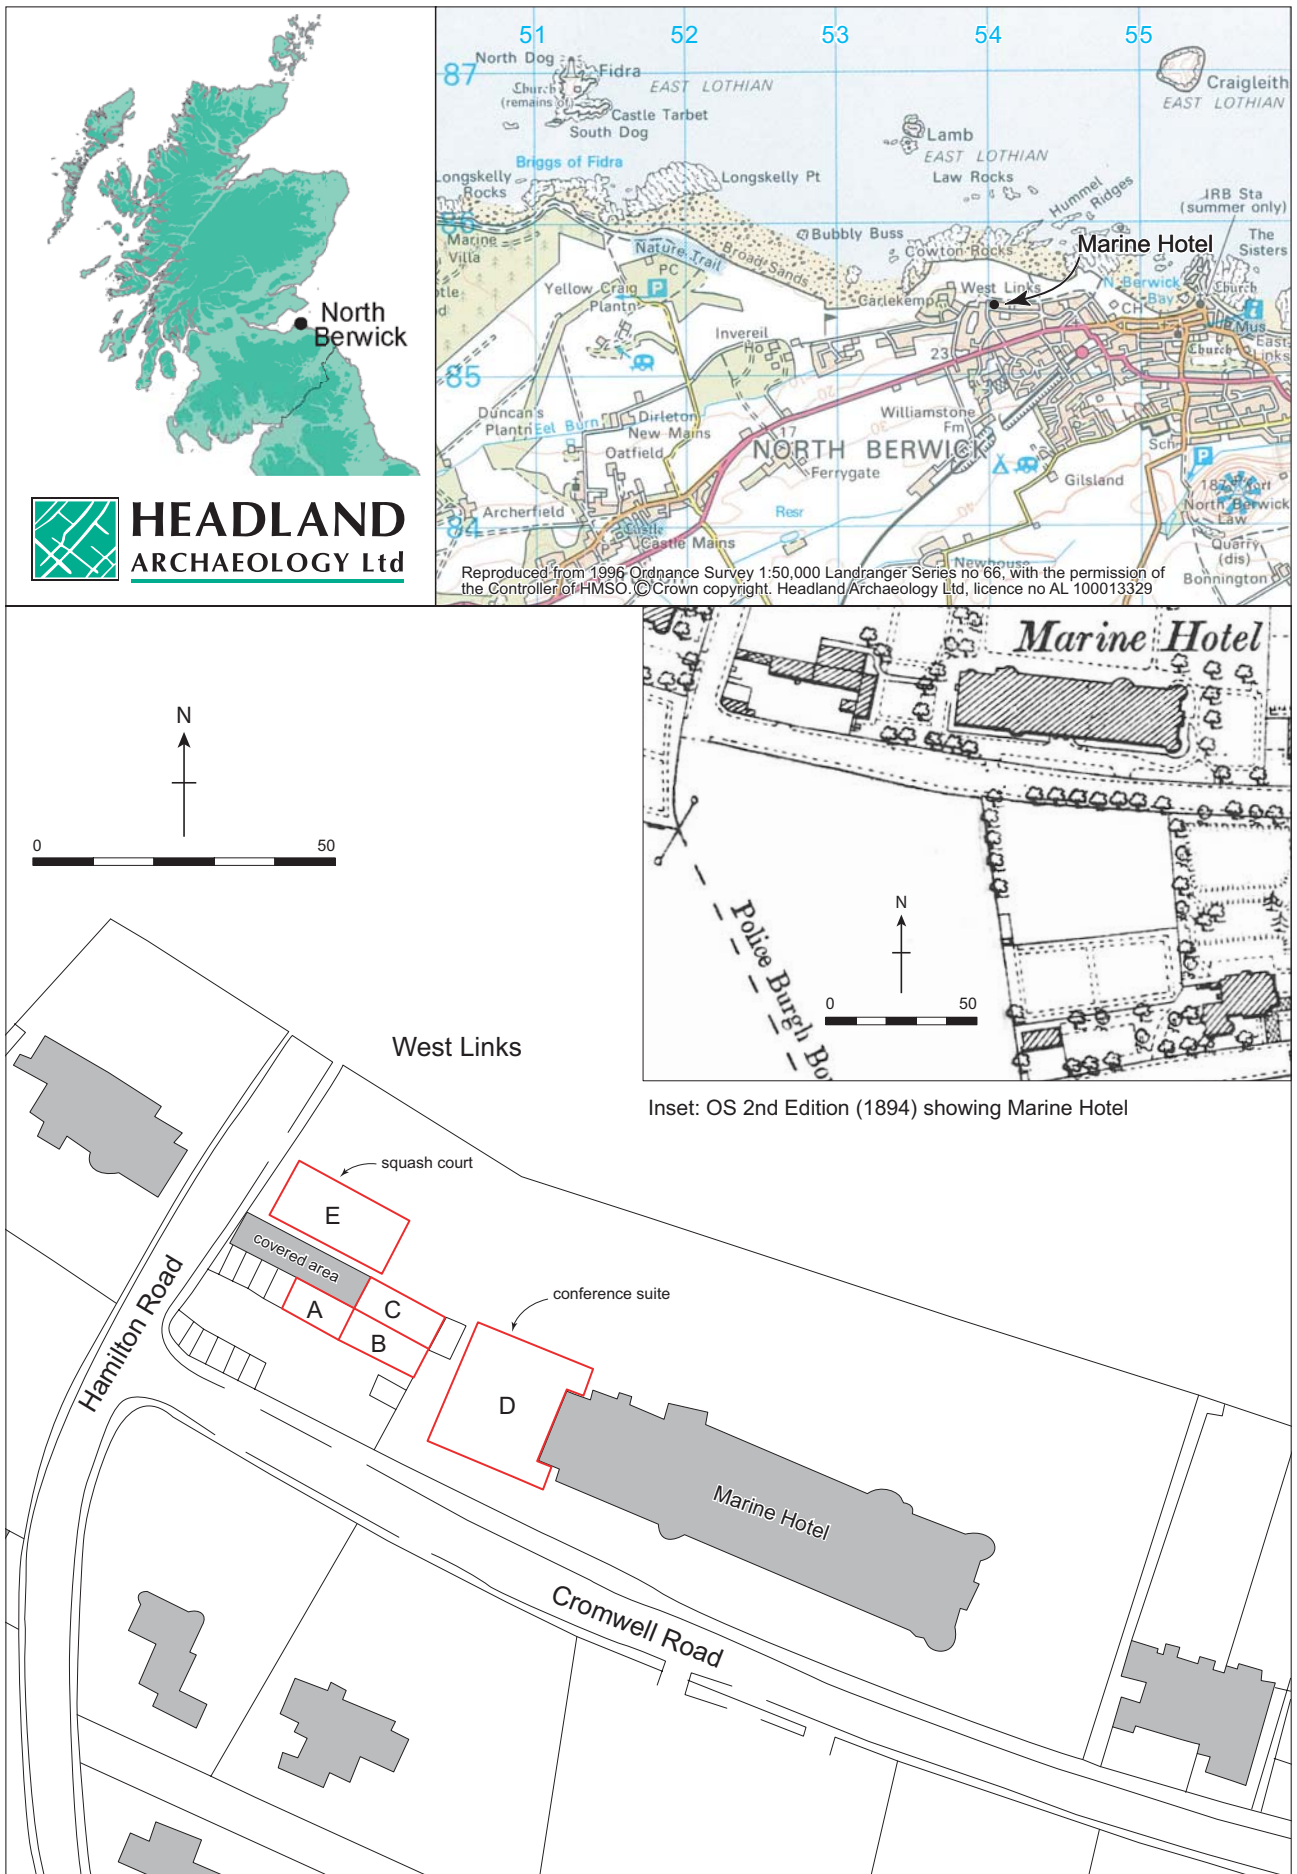 North
Berwick
HEADLAND
ARCHAEOLOGY Ltd
51
52
53
54
55
87
85
84
North Dog
Fidra
Church
(remains of)
EAST LOTHIAN
Castle Tarbet
South Dog
Craigleith
EAST LOTHIAN
Lamb
EAST LOTHIAN
Law Rocks
Briggs of Fidra
Longskelly
Rocks
Longskelly Pt
Hummel
Ridges
IRB Sta
(summer only)
The
Sisters
Marine
Villa
Nature Trail
Broad Sands
Bubbly Buss
Cowton Rocks
Marine Hotel
PC
P
Yellow Craig
Plantn
Carlekemp
West Links
N Berwick
Bay
Church
CH
Mus
East
Links
Invereil
Ho
23
Church
Duncan's
Plantn
Eel Burn
Dirleton
New Mains
Oatfield
17
Williamstone
Fm
NORTH BERWICK
Ferrygate
Gilsland
Sch
P
North Berwick
Law
Archerfield
Castle
Castle Mains
Resr
Newhouse
Quarry
(dis)
Bonnington
20
30
40
Reproduced from 1996 Ordnance Survey 1:50,000 Landranger Series no 66, with the permission of
the Controller of HMSO. © Crown copyright. Headland Archaeology Ltd, licence no AL 100013329
Marine Hotel
Police Burgh Bo
N
0
50
Inset: OS 2nd Edition (1894) showing Marine Hotel
N
0
50
West Links
squash court
E
covered area
A
C
B
conference suite
D
Marine Hotel
Hamilton Road
Cromwell Road